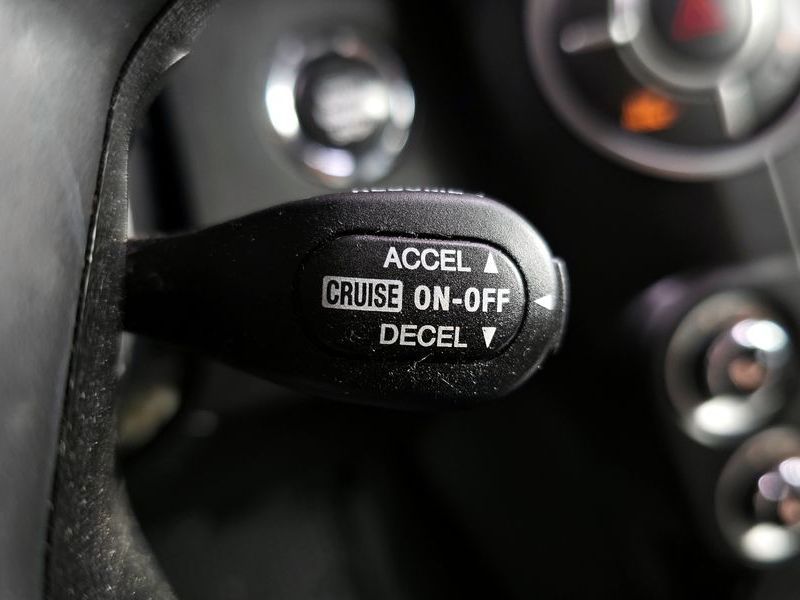 ACCEL ▲
CRUISE ON-OFF ◄
DECEL ▼